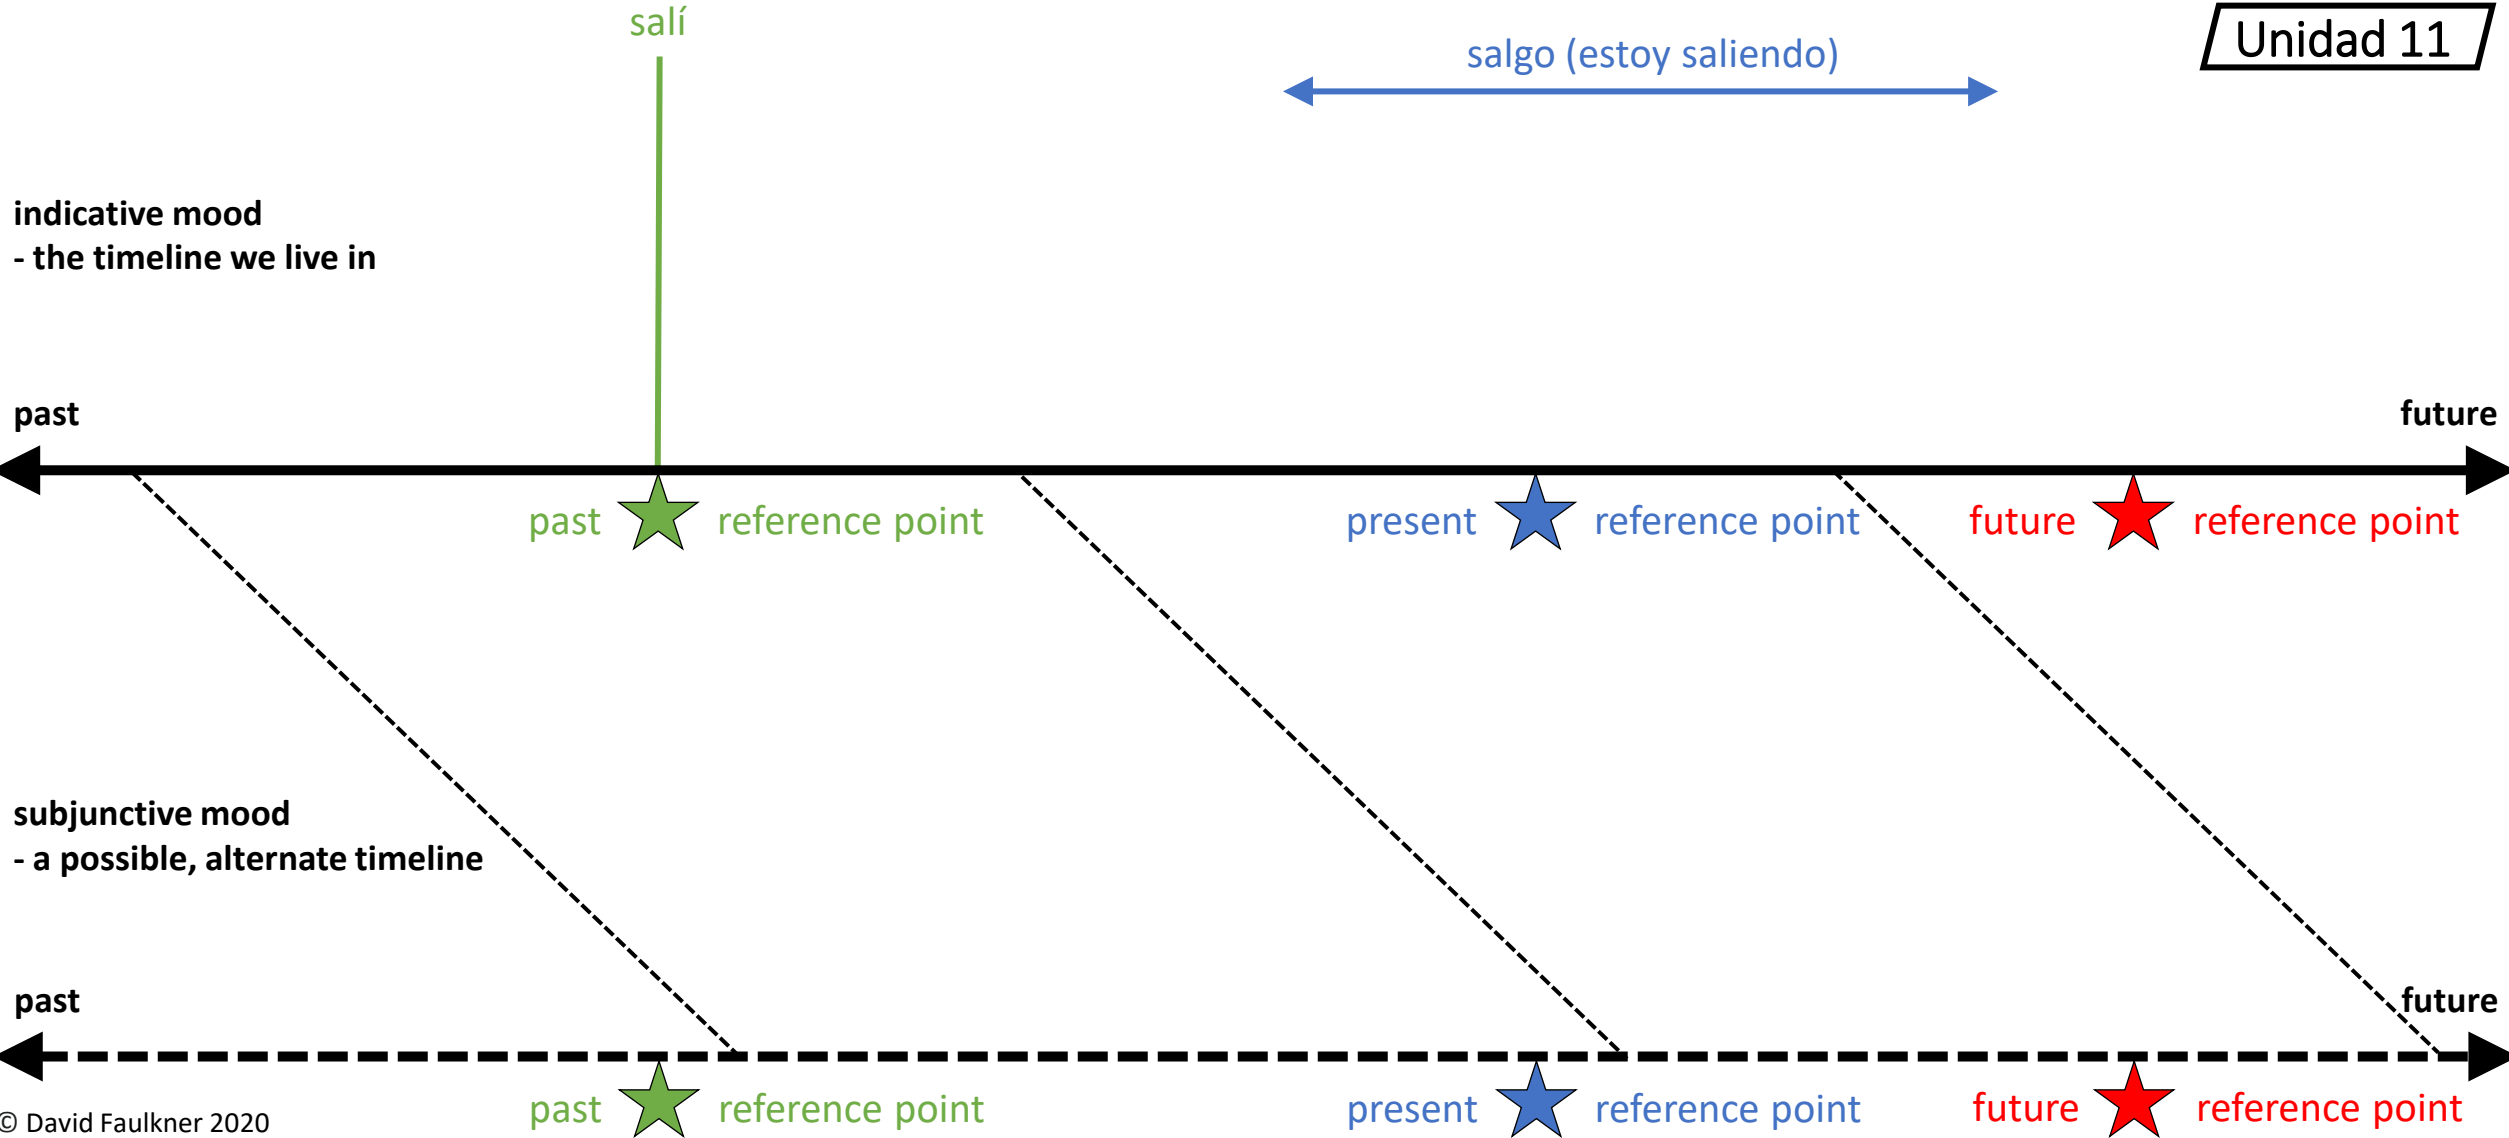 salí
salgo (estoy saliendo)
Unidad 11
indicative mood
- the timeline we live in
past
future
past reference point
present reference point
future reference point
subjunctive mood
- a possible, alternate timeline
past
future
past reference point
present reference point
future reference point
© David Faulkner 2020